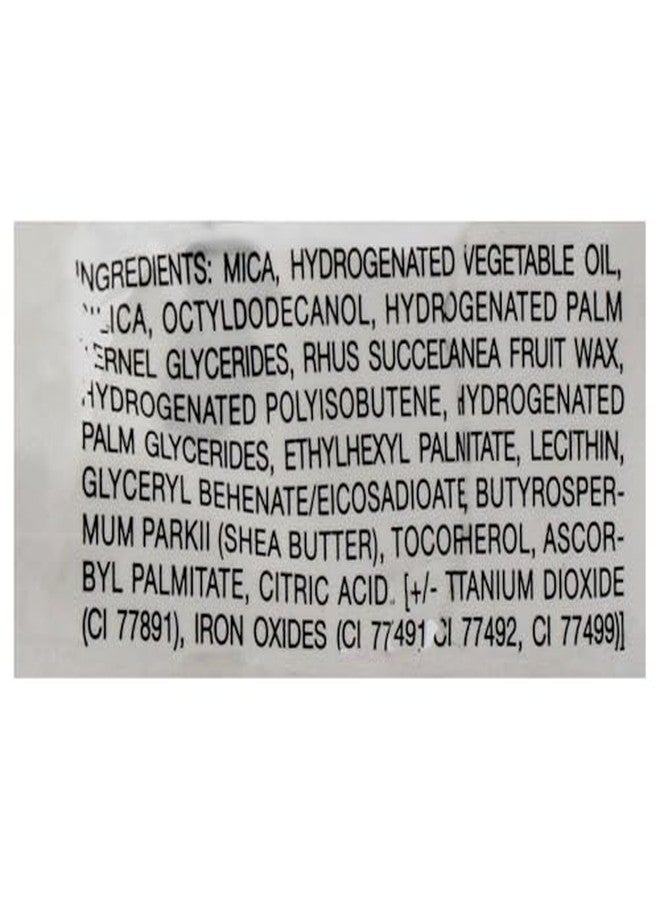 INGREDIENTS: MICA, HYDROGENATED VEGETABLE OIL,
SILICA, OCTYLDODECANOL, HYDROGENATED PALM
KERNEL GLYCERIDES, RHUS SUCCEDANEA FRUIT WAX,
HYDROGENATED POLYISOBUTENE, HYDROGENATED
PALM GLYCERIDES, ETHYLHEXYL PALMITATE, LECITHIN,
GLYCERYL BEHENATE/EICOSADIOATE, BUTYROSPER-
MUM PARKII (SHEA BUTTER), TOCOPHEROL, ASCOR-
BYL PALMITATE, CITRIC ACID. [+/- TITANIUM DIOXIDE
(CI 77891), IRON OXIDES (CI 77491 CI 77492, CI 77499)]